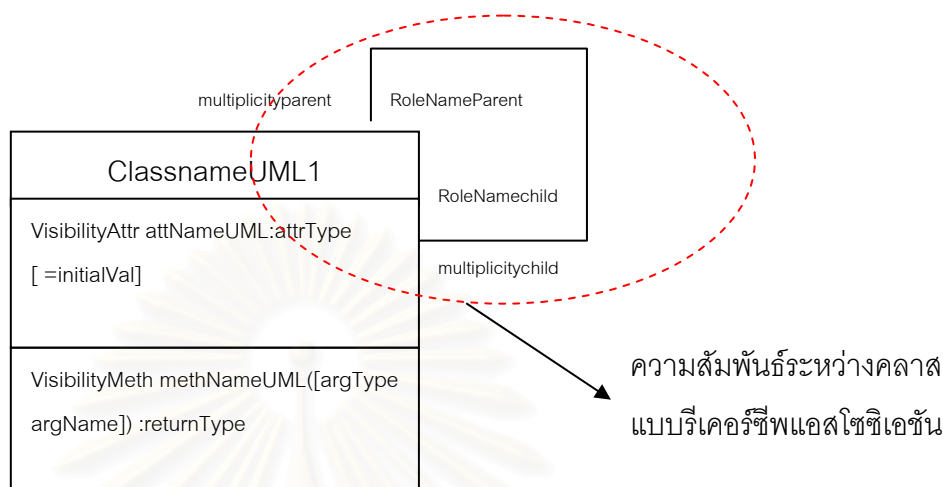 multiplicityparent
RoleNameParent
ClassnameUML1
RoleNamechild
VisibilityAttr attNameUML:attrType
[ =initialVal]
multiplicitychild
VisibilityMeth methNameUML([argType
argName]) :returnType
ความสัมพันธ์ระหว่างคลาส
แบบรีเคอร์ซีพแอสโซซิเอชัน